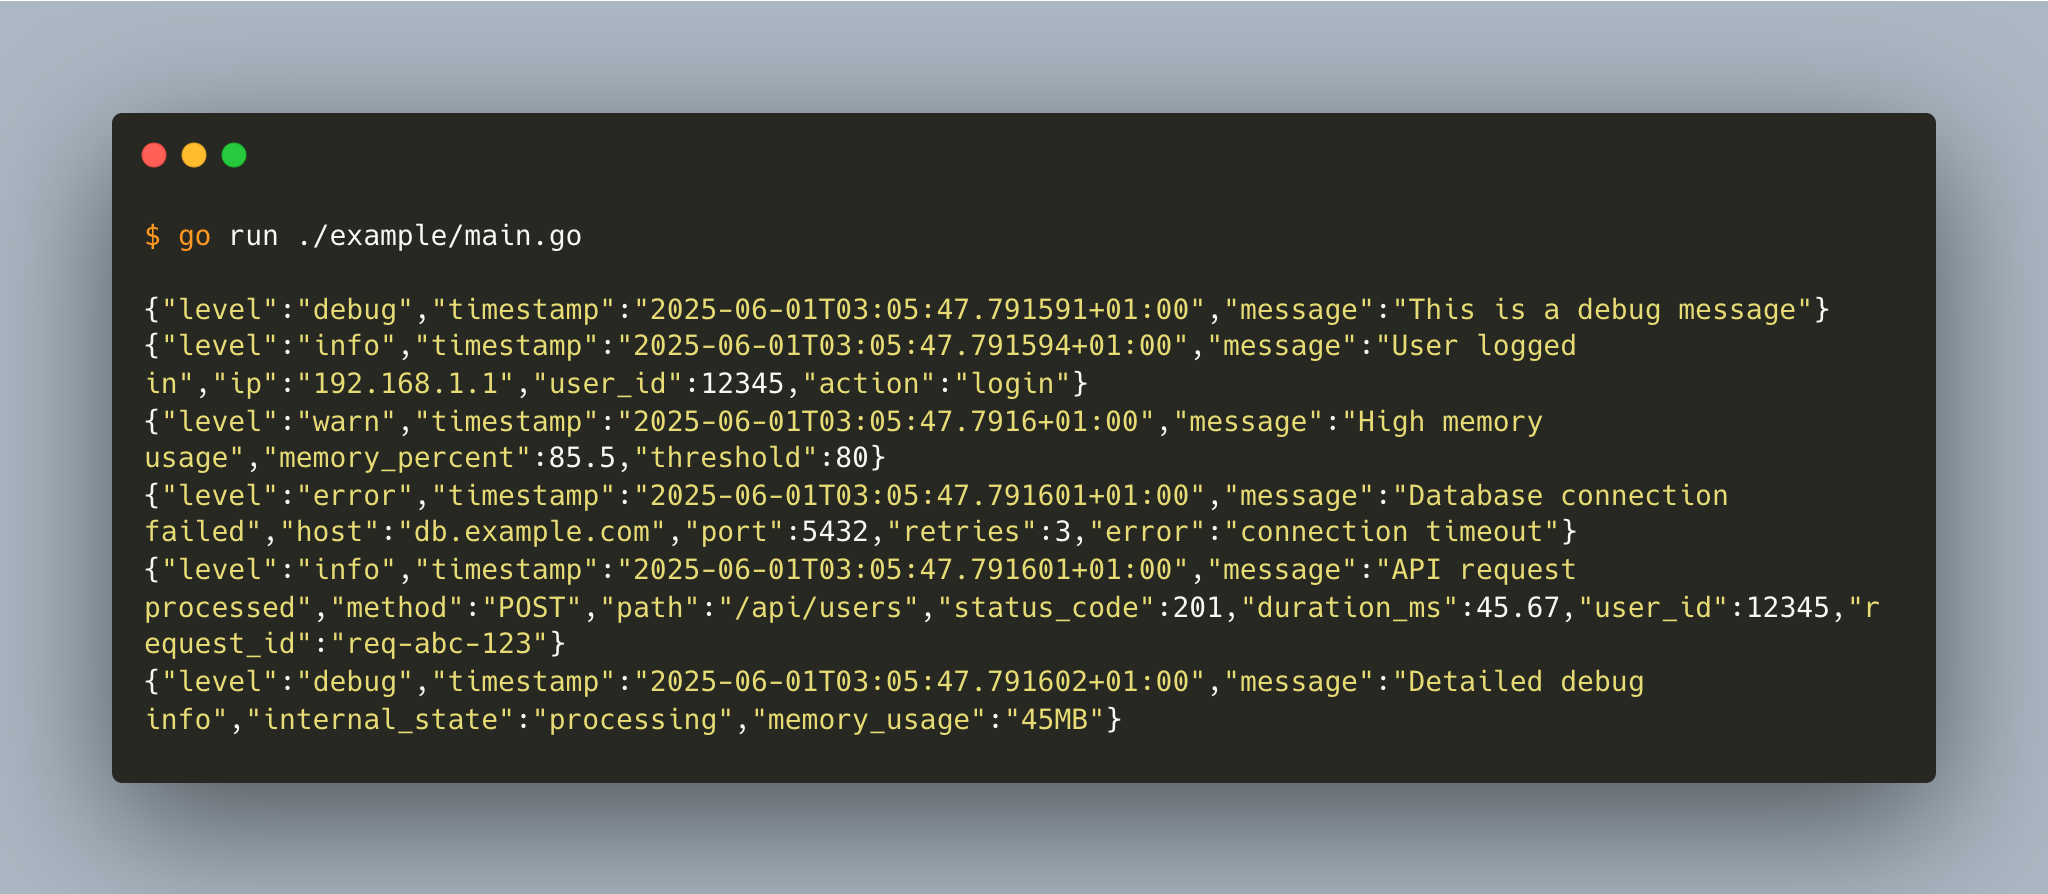 $ go run ./example/main.go
{"level":"debug","timestamp":"2025-06-01T03:05:47.791591+01:00","message":"This is a debug message"}
{"level":"info","timestamp":"2025-06-01T03:05:47.791594+01:00","message":"User logged
in","ip":"192.168.1.1","user_id":12345,"action":"login"}
{"level":"warn","timestamp":"2025-06-01T03:05:47.7916+01:00","message":"High memory
usage","memory_percent":85.5,"threshold":80}
{"level":"error","timestamp":"2025-06-01T03:05:47.791601+01:00","message":"Database connection
failed","host":"db.example.com","port":5432,"retries":3,"error":"connection timeout"}
{"level":"info","timestamp":"2025-06-01T03:05:47.791601+01:00","message":"API request
processed","method":"POST","path":"/api/users","status_code":201,"duration_ms":45.67,"user_id":12345,"r
equest_id":"req-abc-123"}
{"level":"debug","timestamp":"2025-06-01T03:05:47.791602+01:00","message":"Detailed debug
info","internal_state":"processing","memory_usage":"45MB"}